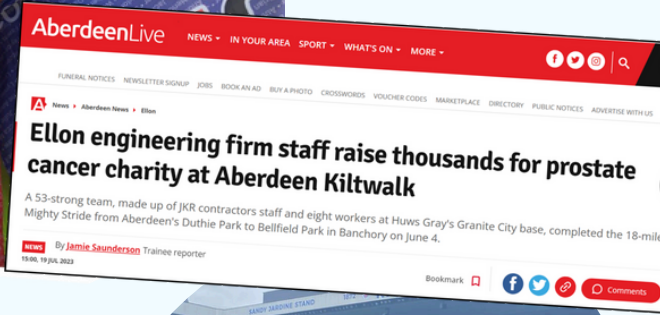 AberdeenLive
NEWS IN YOUR AREA SPORT WHAT'S ON MORE
FUNERAL NOTICES NEWSLETTER SIGNUP JOBS BOOK AN AD BUY A PHOTO CROSSWORDS VOUCHER CODES MARKETPLACE DIRECTORY PUBLIC NOTICES ADVERTISE WITH US
A News Aberdeen News Ellon
Ellon engineering firm staff raise thousands for prostate
cancer charity at Aberdeen Kiltwalk
A 53-strong team, made up of JKR contractors staff and eight workers at Huws Gray's Granite City base, completed the 18-mile
Mighty Stride from Aberdeen's Duthie Park to Bellfield Park in Banchory on June 4.
NEWS By Jamie Saunderson Trainee reporter
15:00, 19 JUL 2023
Bookmark Comments
SANDY JARDINE STAND